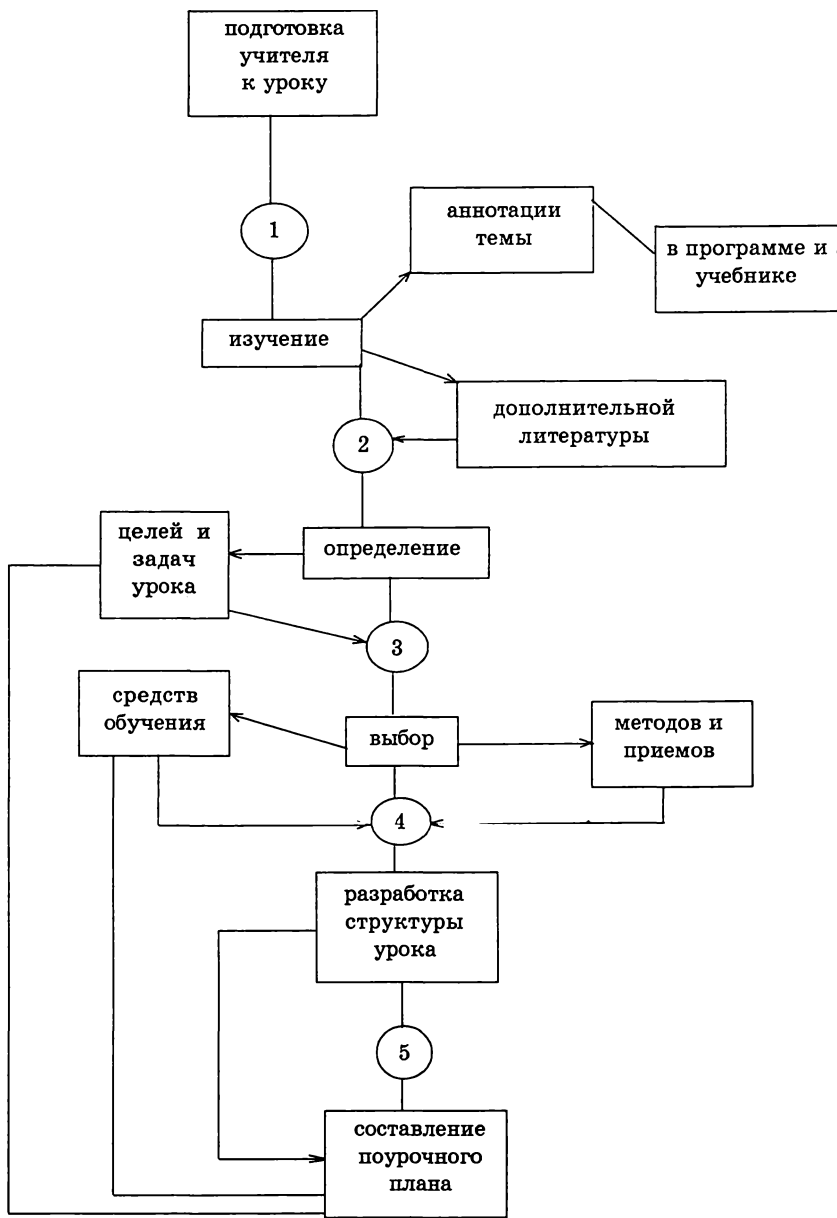 подготовка
учителя
к уроку
1
аннотации
темы
в программе и
учебнике
изучение
дополнительной
литературы
2
целей и
задач
урока
определение
3
средств
обучения
выбор
методов и
приемов
4
разработка
структуры
урока
5
составление
поурочного
плана